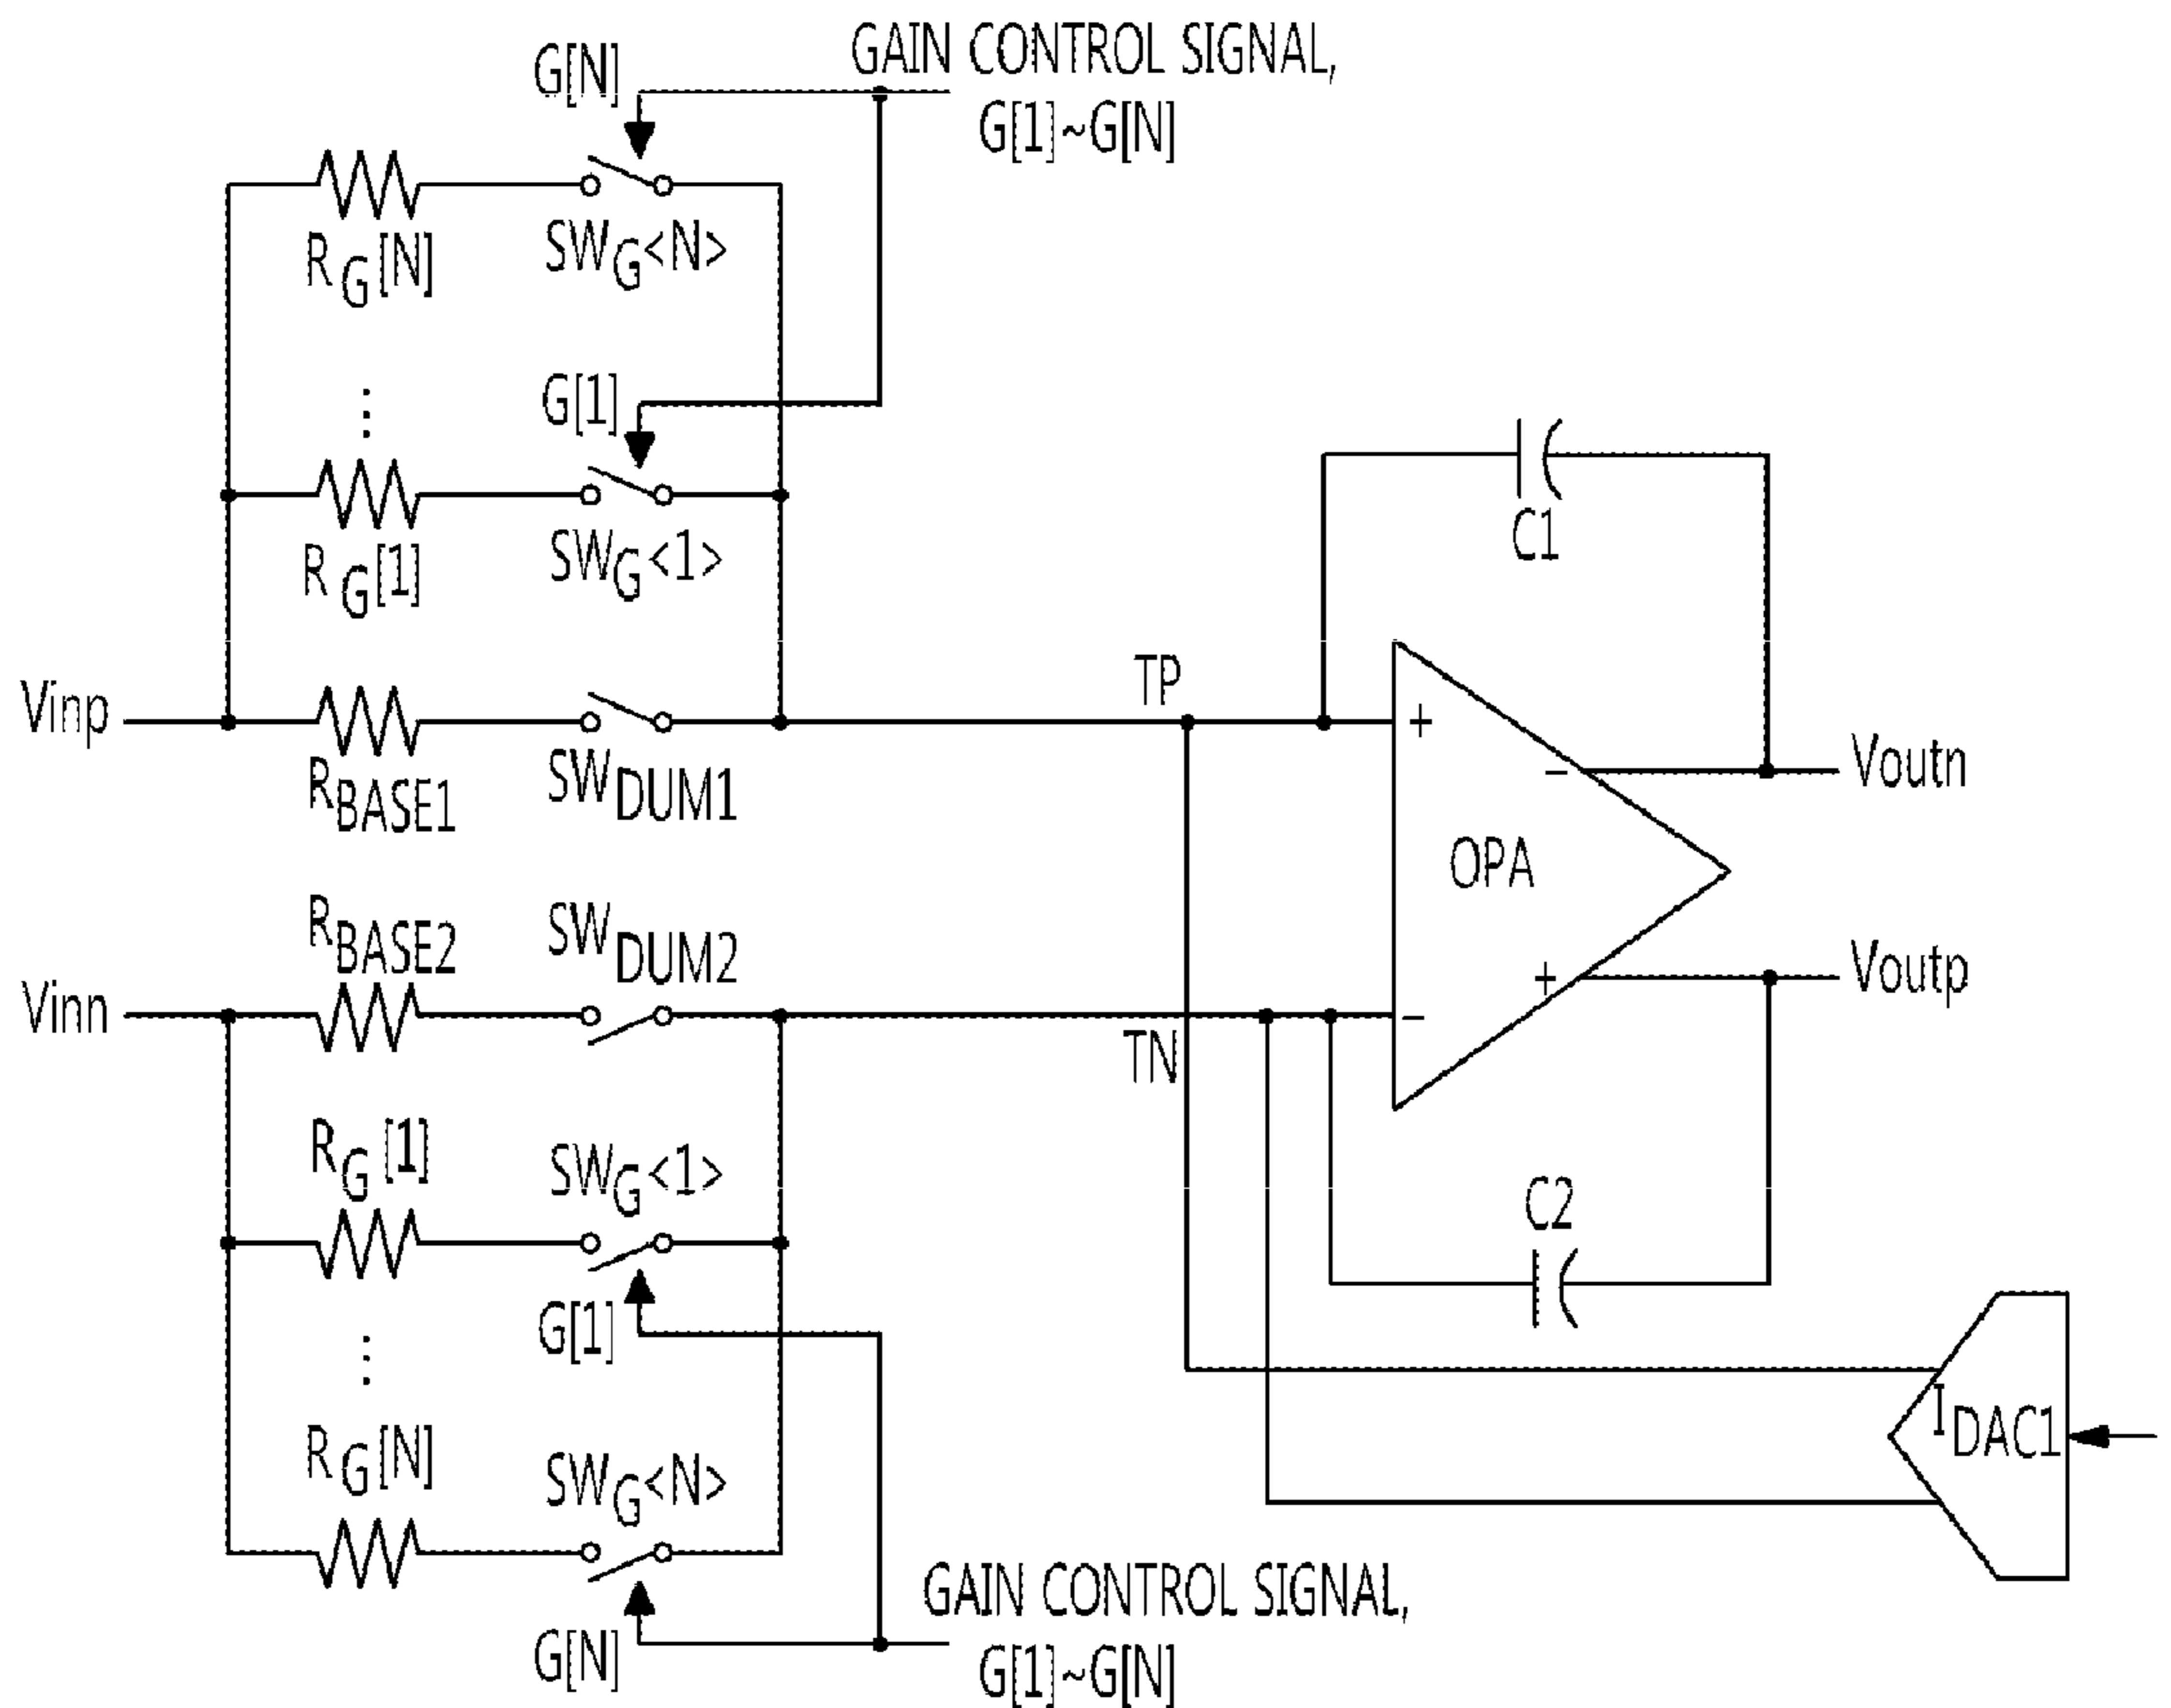 GAIN CONTROL SIGNAL,
G[1]~G[N]
G[N]
RG[N]
SWG<N>
G[1]
RG[1]
SWG<1>
C1
Vinp
RBASE1
SWDUM1
TP
+
−
Voutn
OPA
RBASE2
SWDUM2
Vinn
TN
−
+
Voutp
RG[1]
SWG<1>
G[1]
C2
RG[N]
SWG<N>
G[N]
IDAC1
GAIN CONTROL SIGNAL,
G[1]~G[N]